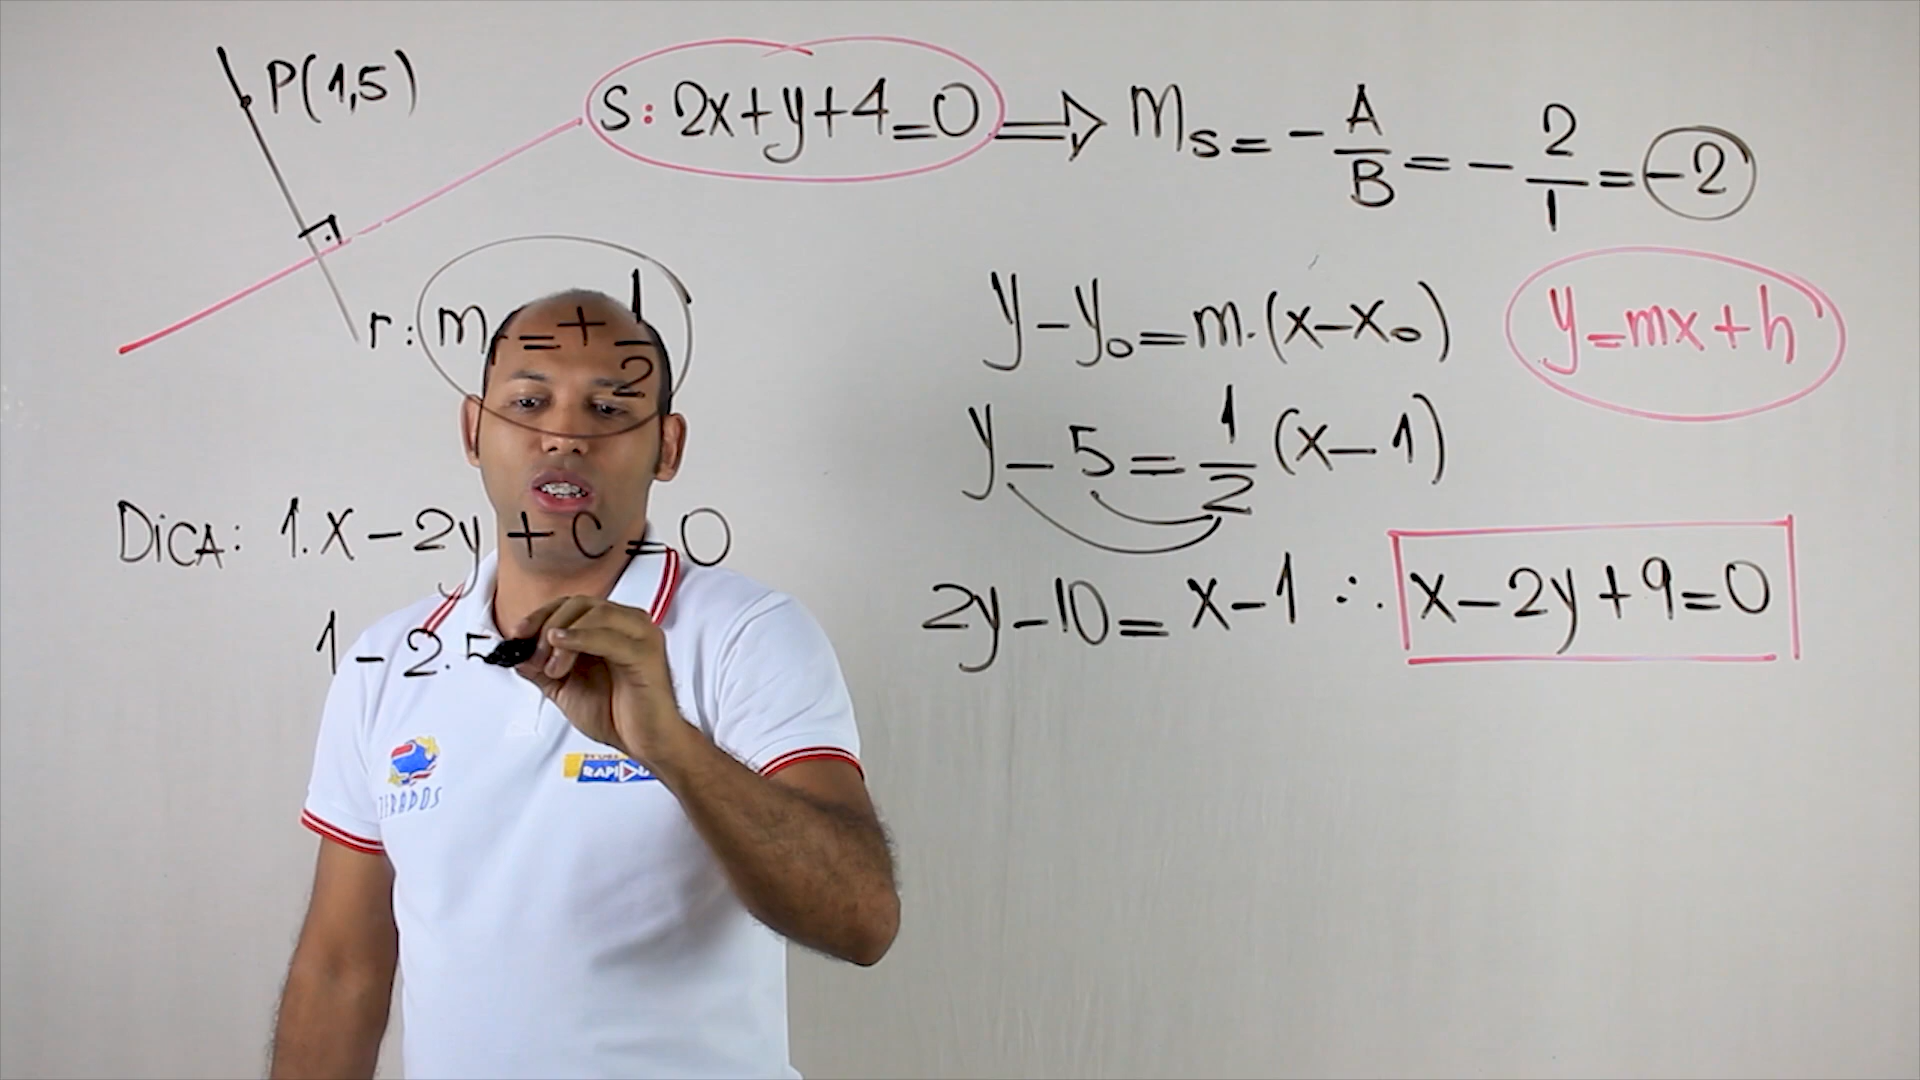 P(1,5)
S: 2x+y+4=0 ⇒ mₛ = -A/B = -2/1 = -2
r: mᵣ = +1/2
y-y₀=m.(x-x₀)
y=mx+h
y-5=1/2(x-1)
DiCA: 1.x-2y+C=0
1-2.5
2y-10=x-1 ∴ x-2y+9=0